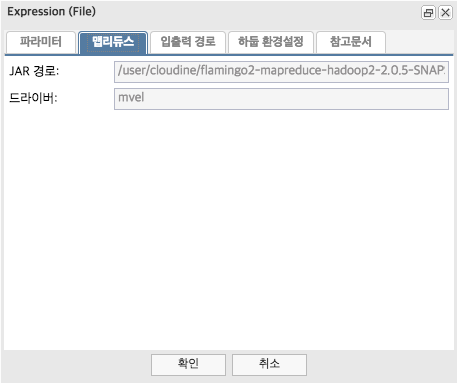 Expression (File)
파라미터 맵리듀스 입출력 경로 하둡 환경설정 참고문서
JAR 경로: /user/cloudine/flamingo2-mapreduce-hadoop2-2.0.5-SNAP
드라이버: mvel
확인 취소